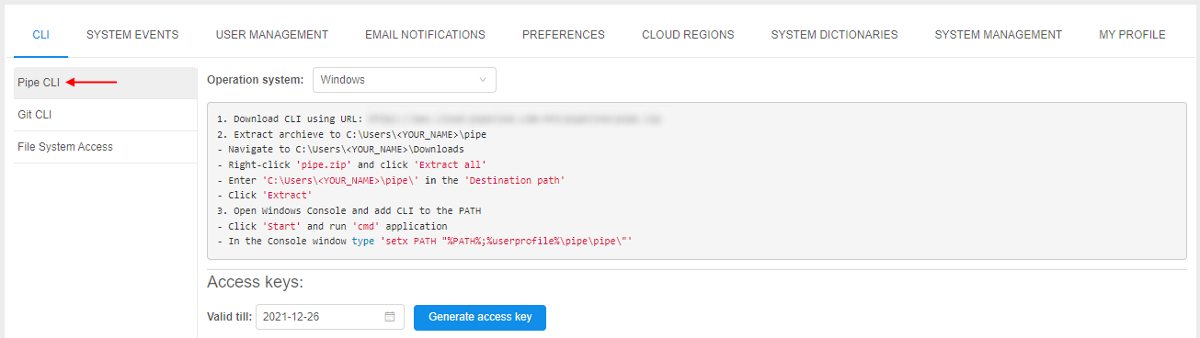 CLI SYSTEM EVENTS USER MANAGEMENT EMAIL NOTIFICATIONS PREFERENCES CLOUD REGIONS SYSTEM DICTIONARIES SYSTEM MANAGEMENT MY PROFILE
Pipe CLI
Git CLI
File System Access
Operation system: Windows
1. Download CLI using URL:
2. Extract archieve to C:\Users\<YOUR_NAME>\pipe
- Navigate to C:\Users\<YOUR_NAME>\Downloads
- Right-click 'pipe.zip' and click 'Extract all'
- Enter 'C:\Users\<YOUR_NAME>\pipe\' in the 'Destination path'
- Click 'Extract'
3. Open Windows Console and add CLI to the PATH
- Click 'Start' and run 'cmd' application
- In the Console window type 'setx PATH "%PATH%;%userprofile%\pipe\pipe\"'
Access keys:
Valid till: 2021-12-26 Generate access key